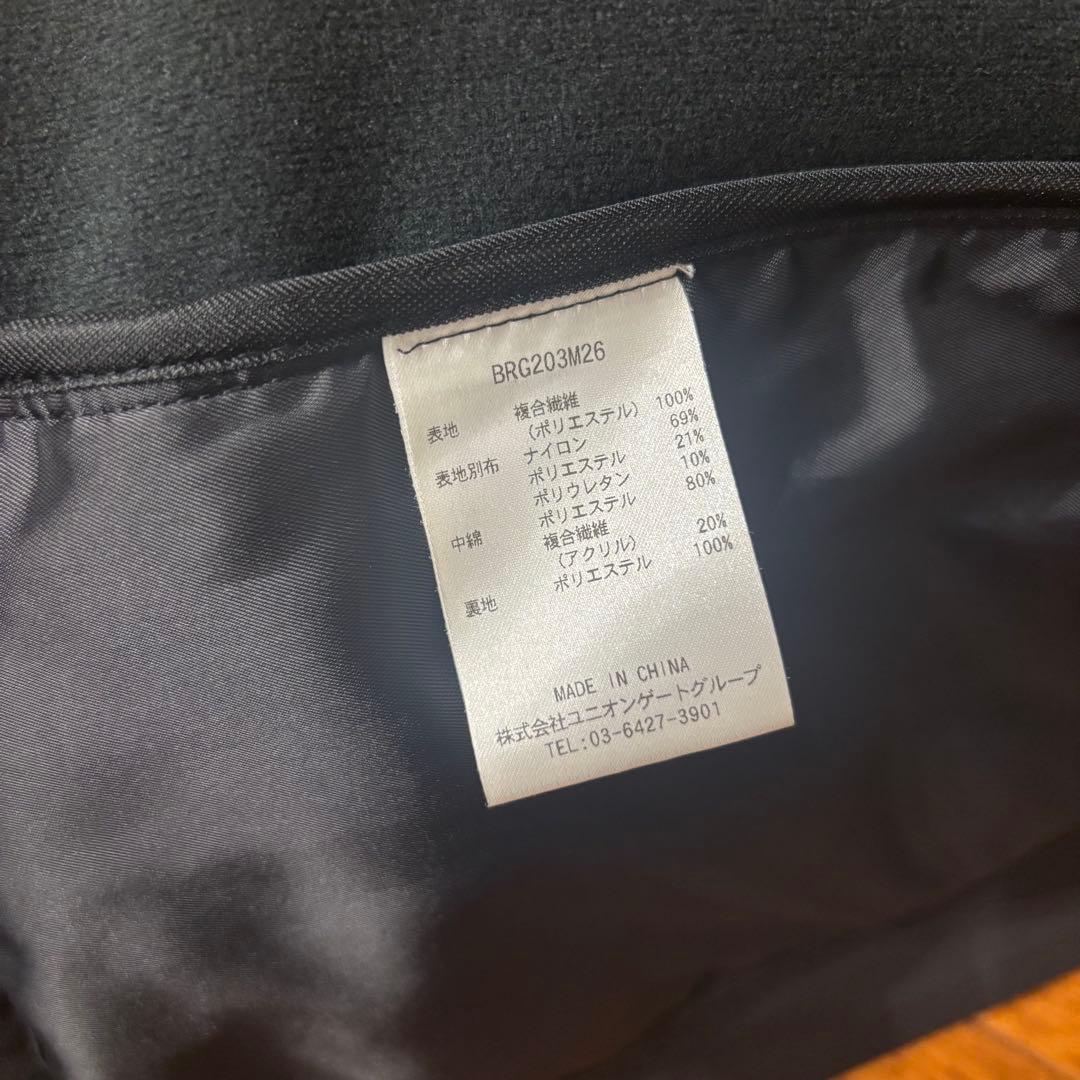 BRG203M26
表地 複合繊維 100%
(ポリエステル)
表地別布 ナイロン 69%
ポリエステル 21%
ポリウレタン 10%
中綿 ポリエステル 80%
複合繊維 20%
(アクリル)
裏地 ポリエステル 100%
MADE IN CHINA
株式会社ユニオンゲートグループ
TEL:03-6427-3901